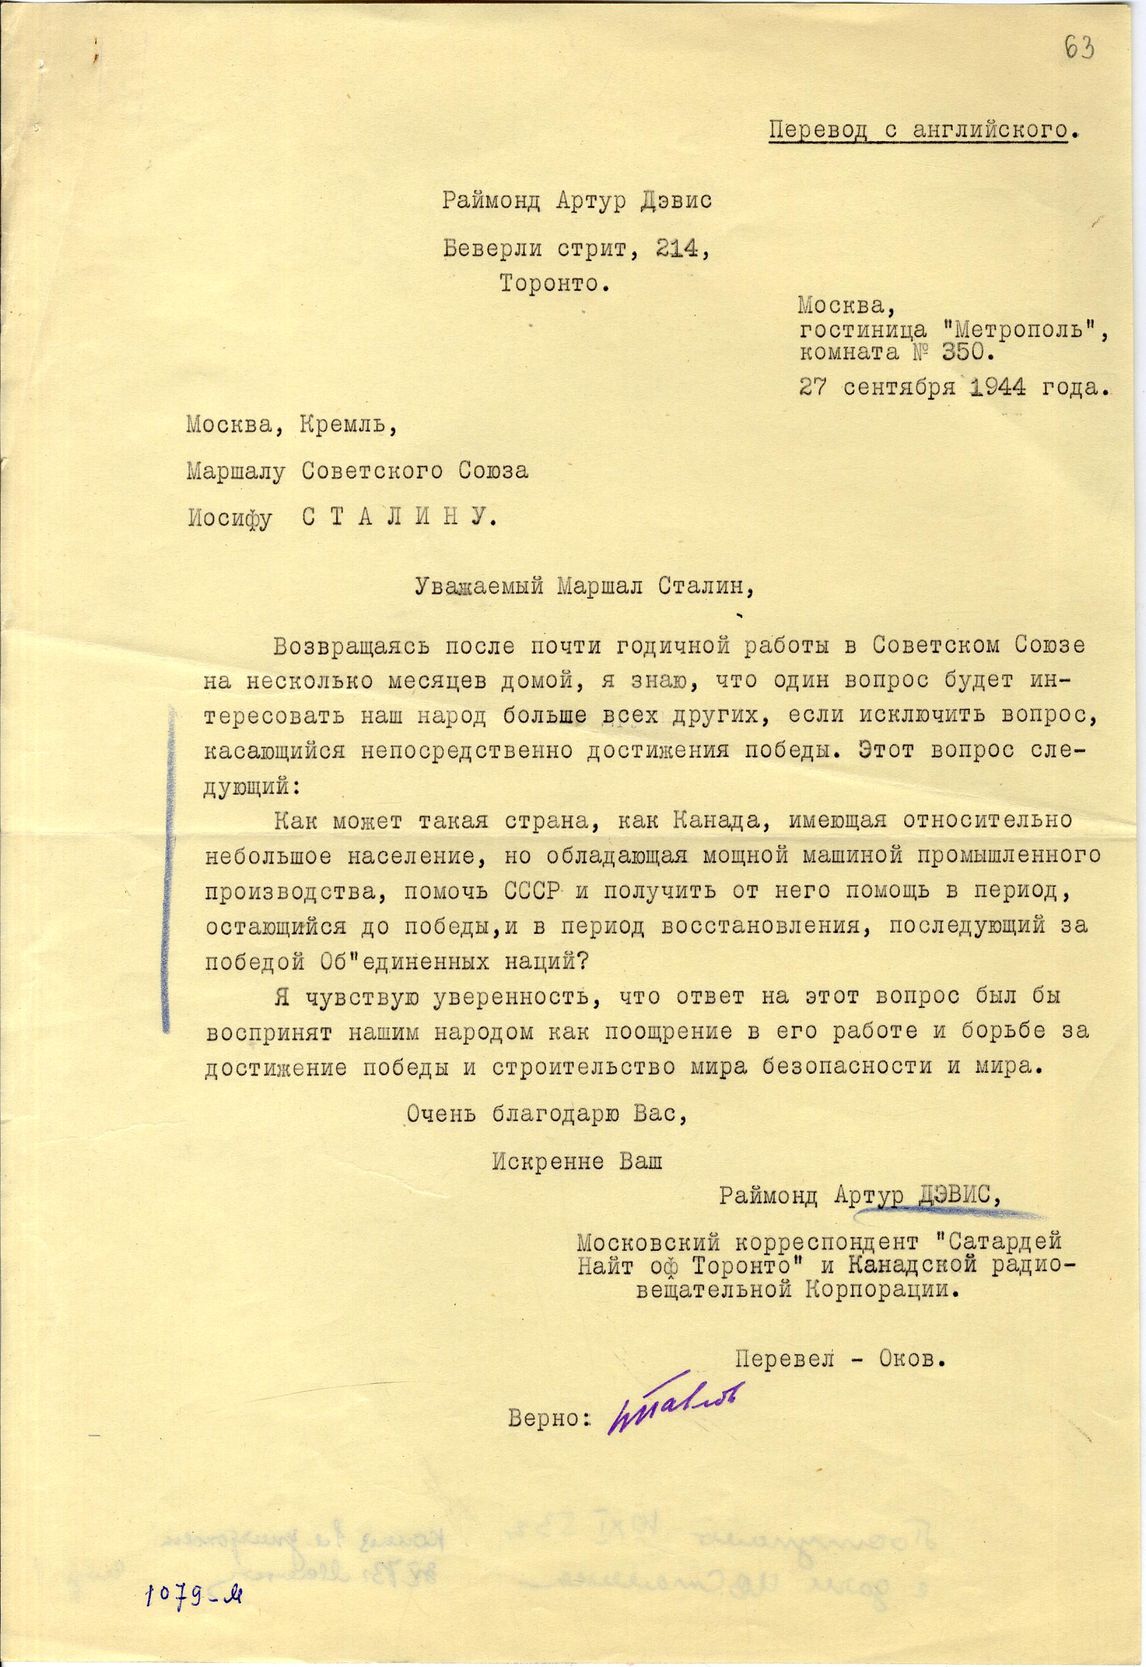 63
Перевод с английского.
Раймонд Артур Дэвис
Беверли стрит, 214,
Торонто.
Москва,
гостиница "Метрополь",
комната № 350.
27 сентября 1944 года.
Москва, Кремль,
Маршалу Советского Союза
Иосифу С Т А Л И Н У.
Уважаемый Маршал Сталин,
Возвращаясь после почти годичной работы в Советском Союзе
на несколько месяцев домой, я знаю, что один вопрос будет ин-
тересовать наш народ больше всех других, если исключить вопрос,
касающийся непосредственно достижения победы. Этот вопрос сле-
дующий:
Как может такая страна, как Канада, имеющая относительно
небольшое население, но обладающая мощной машиной промышленного
производства, помочь СССР и получить от него помощь в период,
остающийся до победы,и в период восстановления, последующий за
победой Об"единенных наций?
Я чувствую уверенность, что ответ на этот вопрос был бы
воспринят нашим народом как поощрение в его работе и борьбе за
достижение победы и строительство мира безопасности и мира.
Очень благодарю Вас,
Искренне Ваш
Раймонд Артур ДЭВИС,
Московский корреспондент "Сатардей
Найт оф Торонто" и Канадской радио-
вещательной Корпорации.
Перевел - Оков.
Верно: Павлов
1079-М